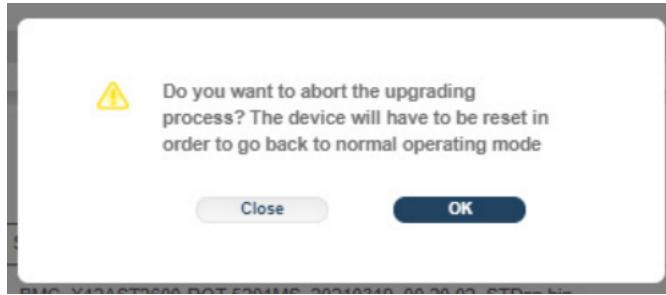 Do you want to abort the upgrading
process? The device will have to be reset in
order to go back to normal operating mode
Close
OK